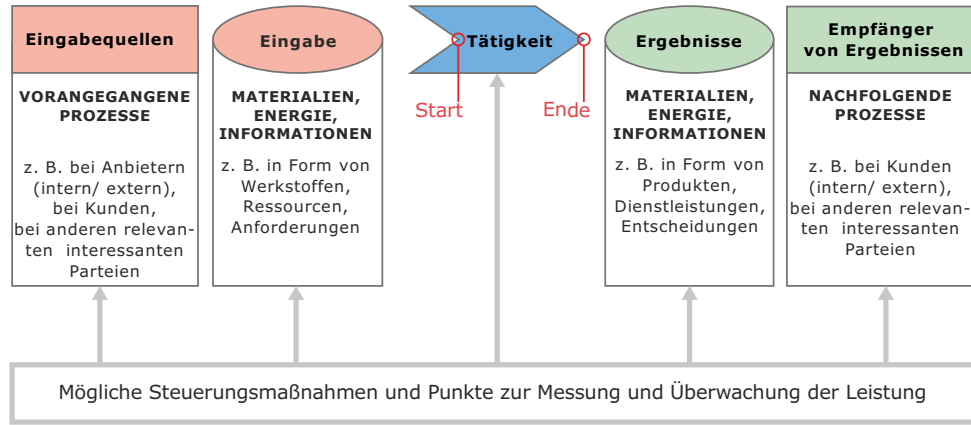 Eingabequellen
VORANGEGANGENE
PROZESSE
z. B. bei Anbietern
(intern/ extern),
bei Kunden,
bei anderen relevan-
ten interessanten
Parteien
Eingabe
MATERIALIEN,
ENERGIE,
INFORMATIONEN
z. B. in Form von
Werkstoffen,
Ressourcen,
Anforderungen
Tätigkeit
Start
Ende
Ergebnisse
MATERIALIEN,
ENERGIE,
INFORMATIONEN
z. B. in Form von
Produkten,
Dienstleistungen,
Entscheidungen
Empfänger
von Ergebnissen
NACHFOLGENDE
PROZESSE
z. B. bei Kunden
(intern/ extern),
bei anderen relevan-
ten interessanten
Parteien
Mögliche Steuerungsmaßnahmen und Punkte zur Messung und Überwachung der Leistung